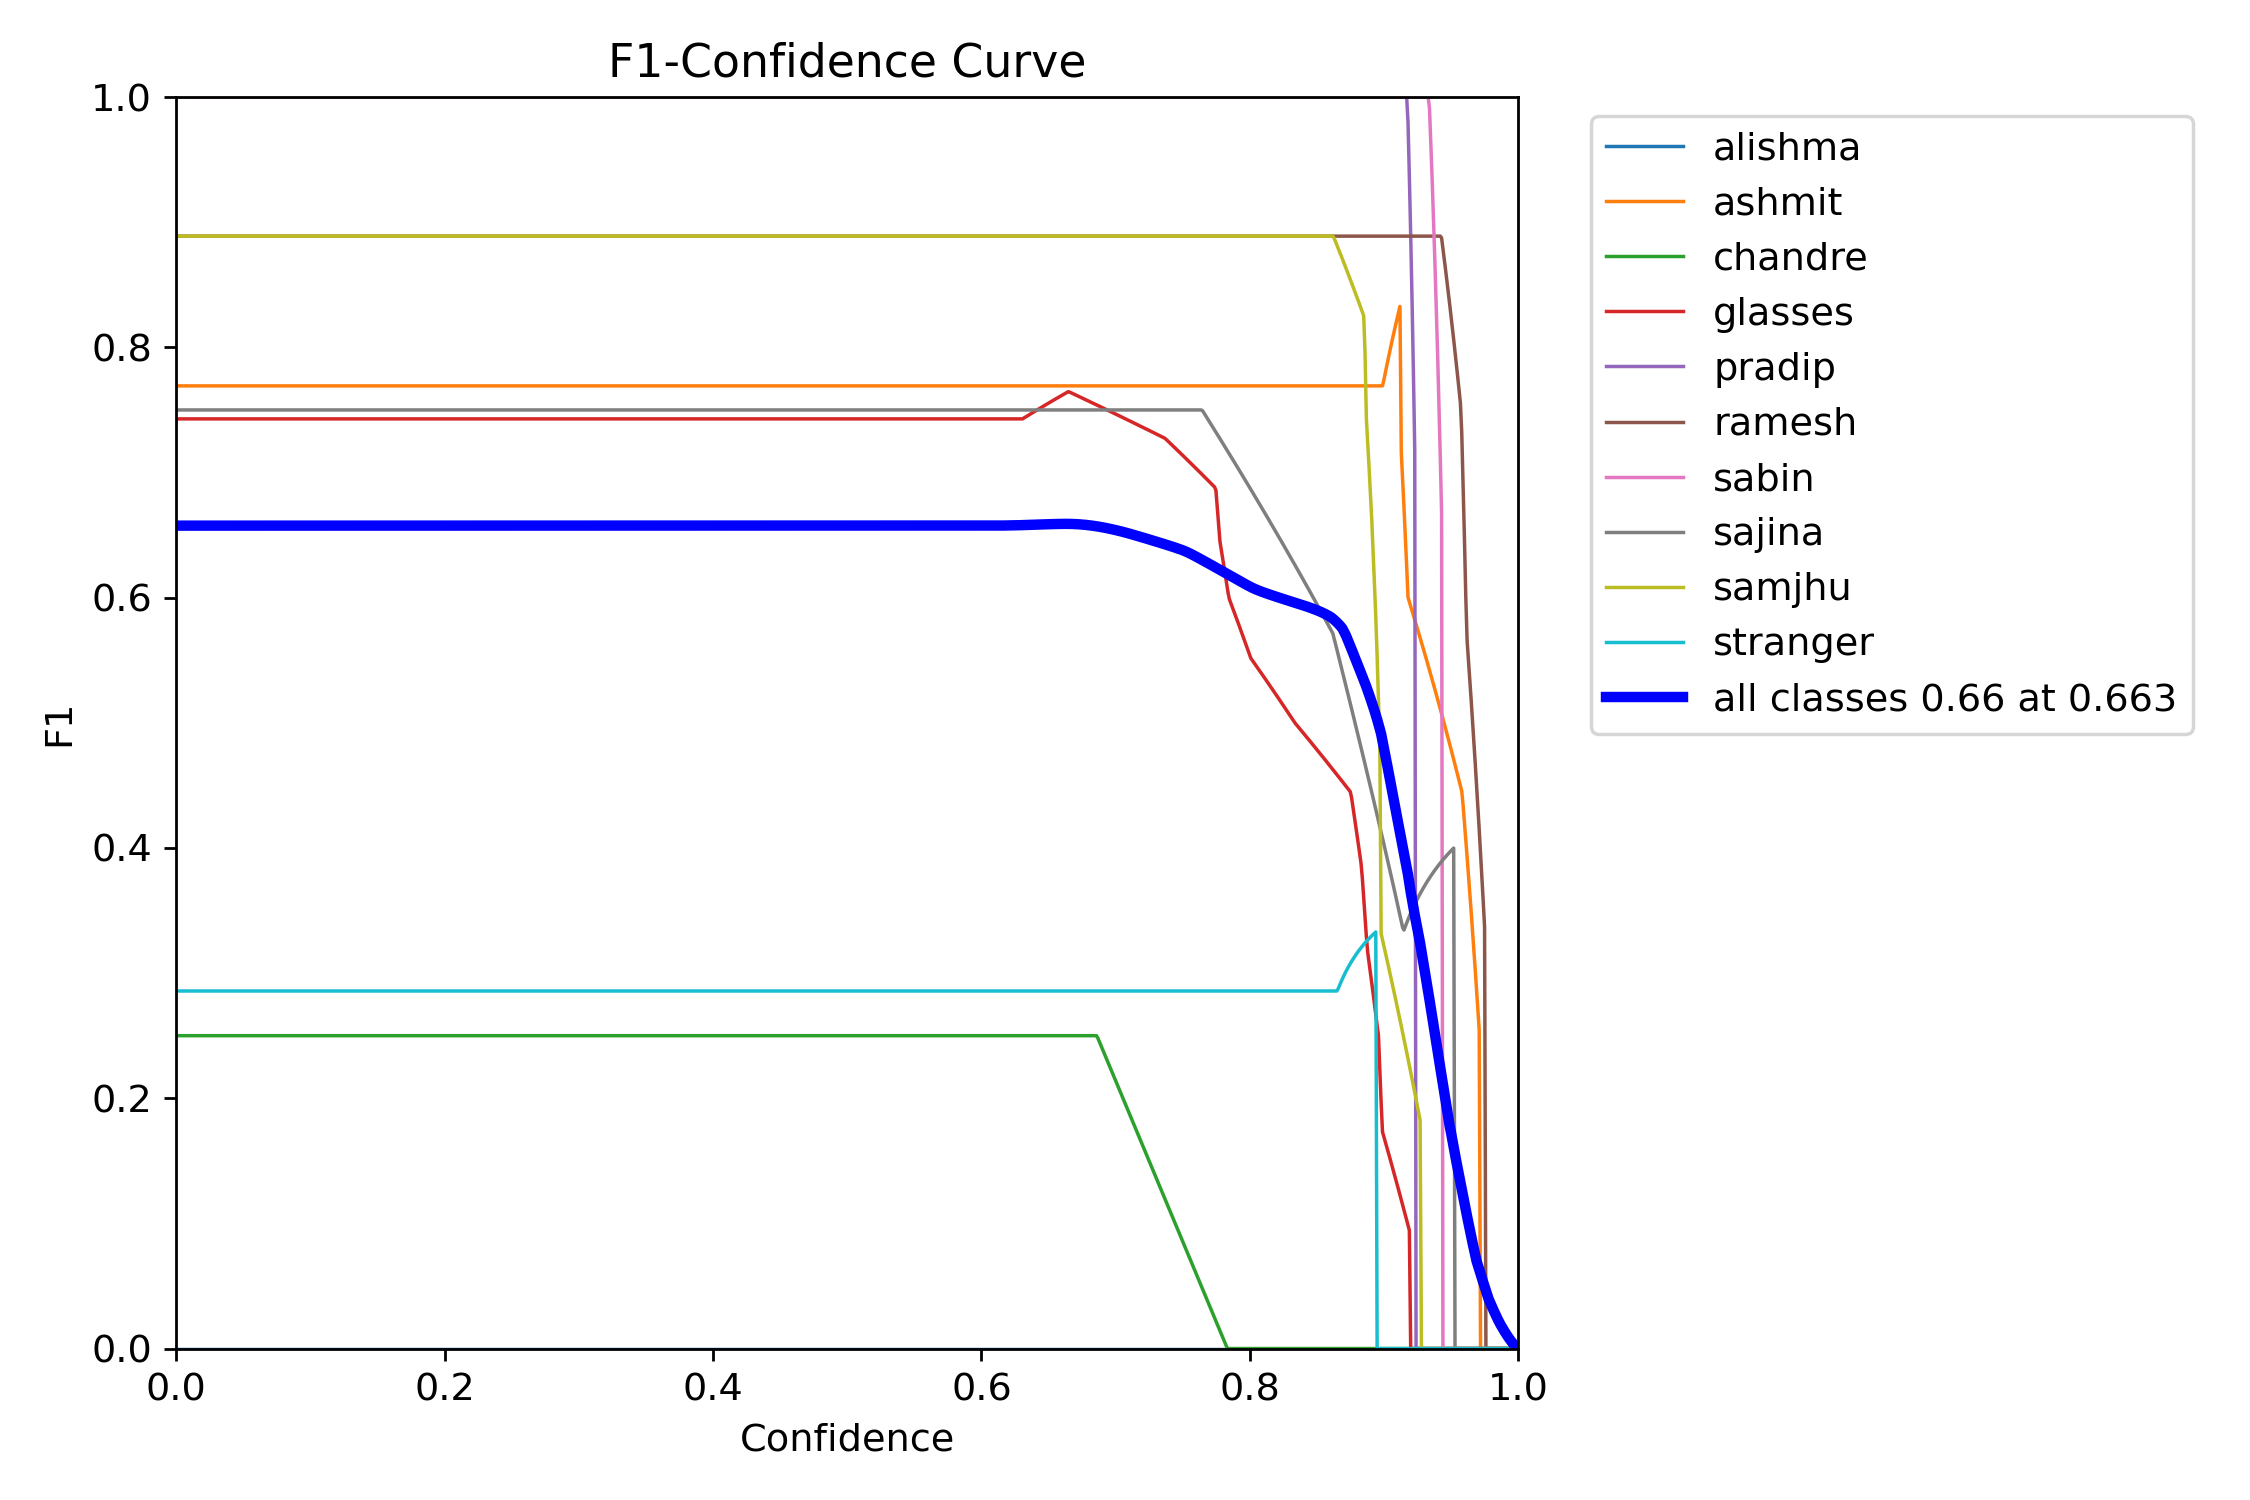 F1-Confidence Curve
1.0
0.8
0.6
0.4
0.2
0.0
F1
0.0 0.2 0.4 0.6 0.8 1.0
Confidence
alishma
ashmit
chandre
glasses
pradip
ramesh
sabin
sajina
samjhu
stranger
all classes 0.66 at 0.663